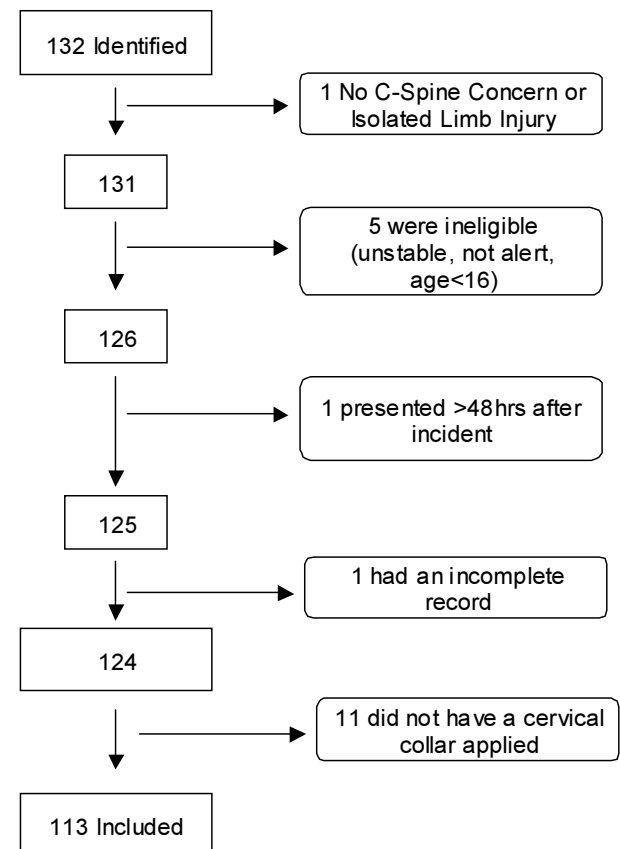 132 Identified
1 No C-Spine Concern or
Isolated Limb Injury
131
5 were ineligible
(unstable, not alert,
age<16)
126
1 presented >48hrs after
incident
125
1 had an incomplete
record
124
11 did not have a cervical
collar applied
113 Included